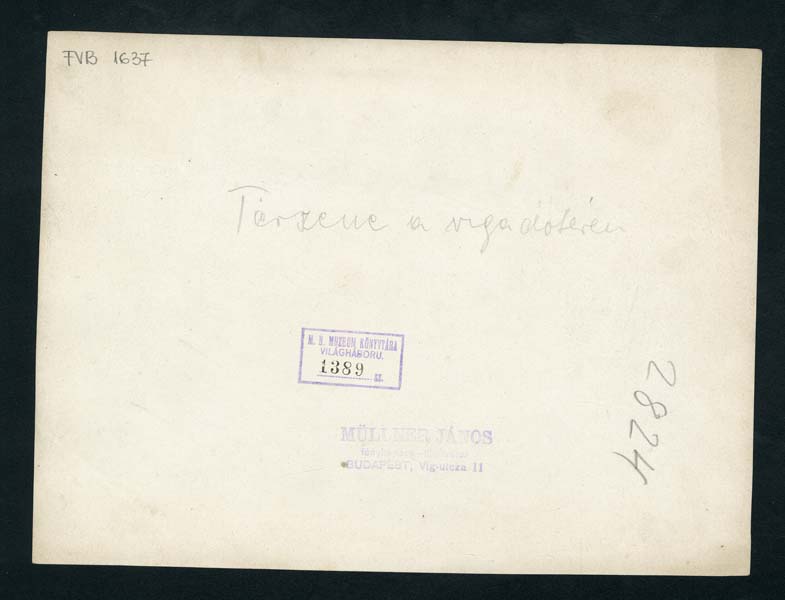 FVB 1637
Térzene a vigadótéren
M. N. MUZEUM KÖNYVTÁRA
VILÁGHÁBORU.
1389 sz.
MÜLLNER JÁNOS
BUDAPEST, Vig-utcza 11
2824